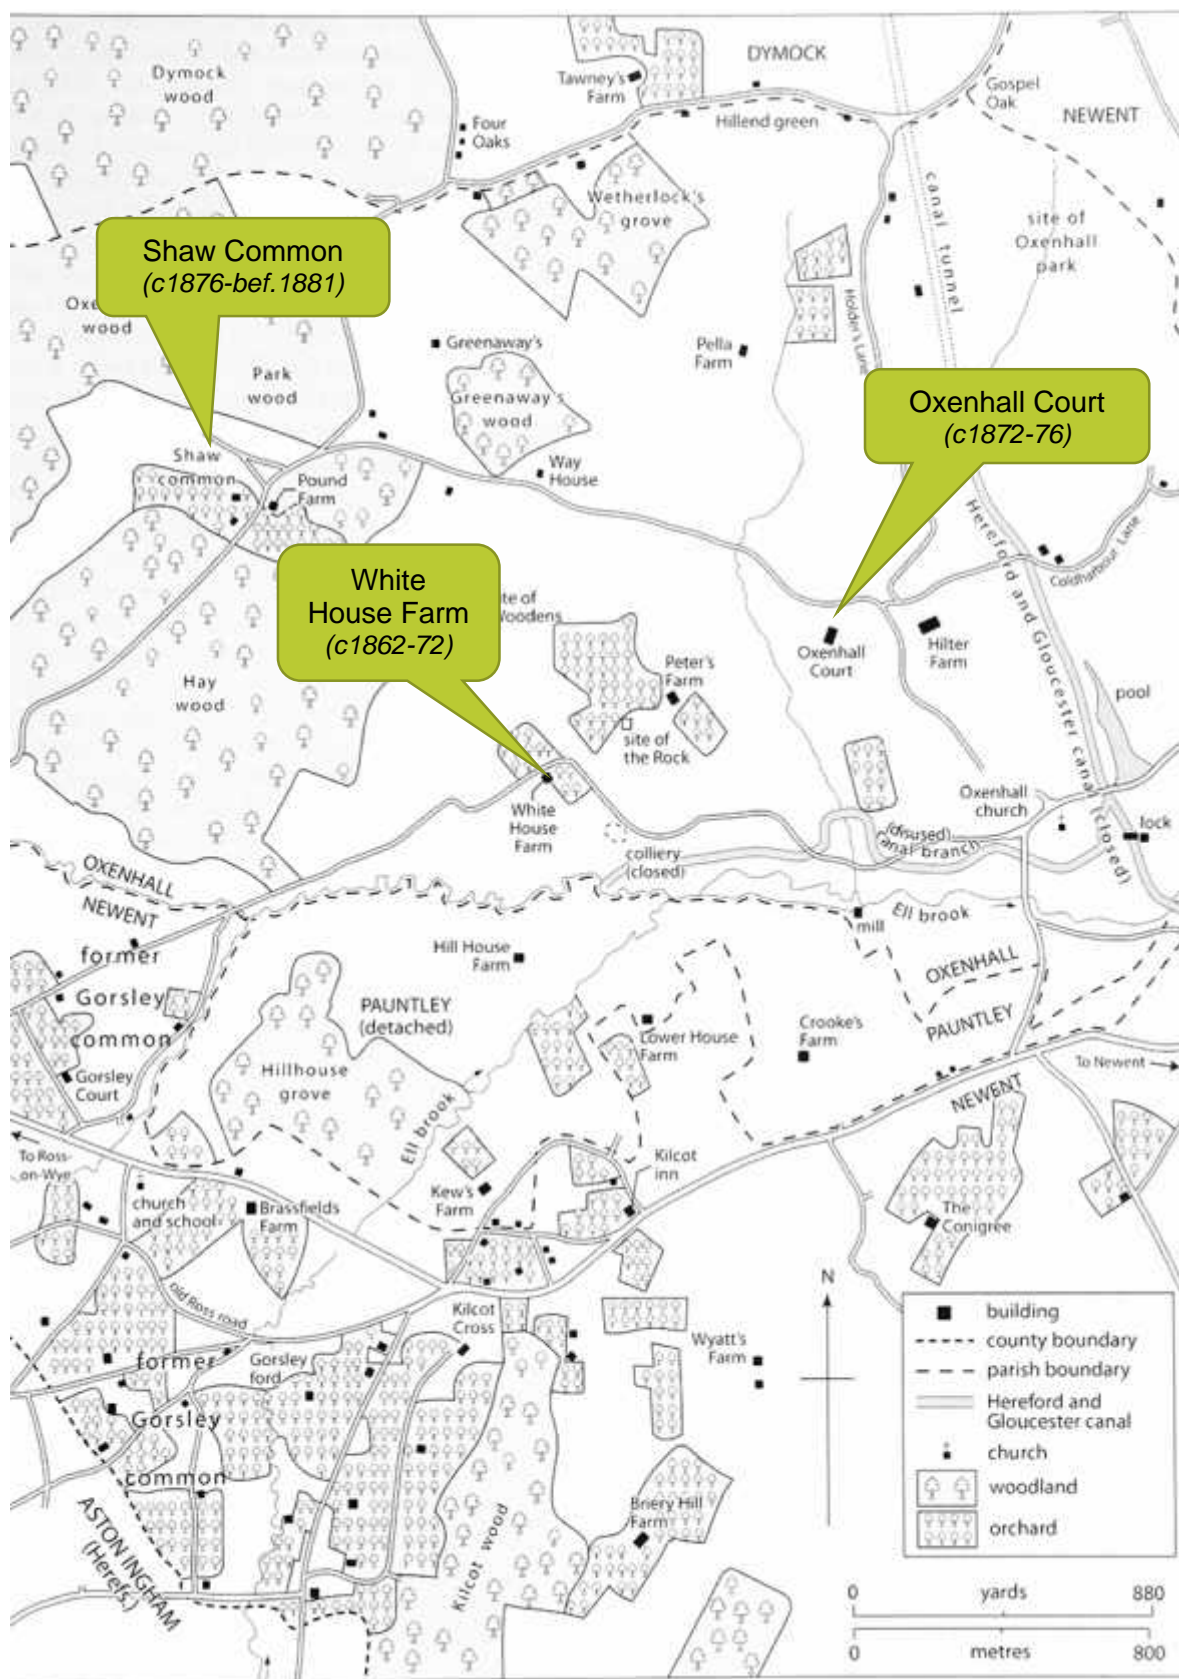 DYMOCK
Dymock
wood
Tawney's
Farm
Gospel
Oak
NEWENT
Four
Oaks
Hillend green
Wetherlock's
grove
canal tunnel
site of
Oxenhall
park
Shaw Common
(c1876-bef.1881)
wood
Holder's Lane
Greenaway's
Pella
Farm
Park
wood
Greenaway's
wood
Oxenhall Court
(c1872-76)
Shaw
common
Pound
Farm
Way
House
Hereford and Gloucester canal (closed)
Coldharbour Lane
White
House Farm
(c1862-72)
site of
Oxenhall
Court
Hilter
Farm
Peter's
Farm
Hay
wood
pool
site of
the Rock
Oxenhall
church
White
House
Farm
(disused)
canal branch
lock
colliery
(closed)
OXENHALL
NEWENT
Ell brook
mill
former
Gorsley
common
Hill House
Farm
OXENHALL
PAUNTLEY
(detached)
PAUNTLEY
Lower House
Farm
Crooke's
Farm
To Newent
Gorsley
Court
Hillhouse
grove
NEWENT
Ell brook
To Ross-
on-Wye
Kilcot
inn
church
and school
Brassfields
Farm
Kew's
Farm
The
Conigree
N
old Ross road
Kilcot
Cross
Wyatt's
Farm
former
Gorsley
common
Gorsley
ford
building
county boundary
parish boundary
Hereford and
Gloucester canal
church
woodland
orchard
ASTON INGHAM
(Herefs.)
Kilcot wood
Briery Hill
Farm
0 yards 880
0 metres 800